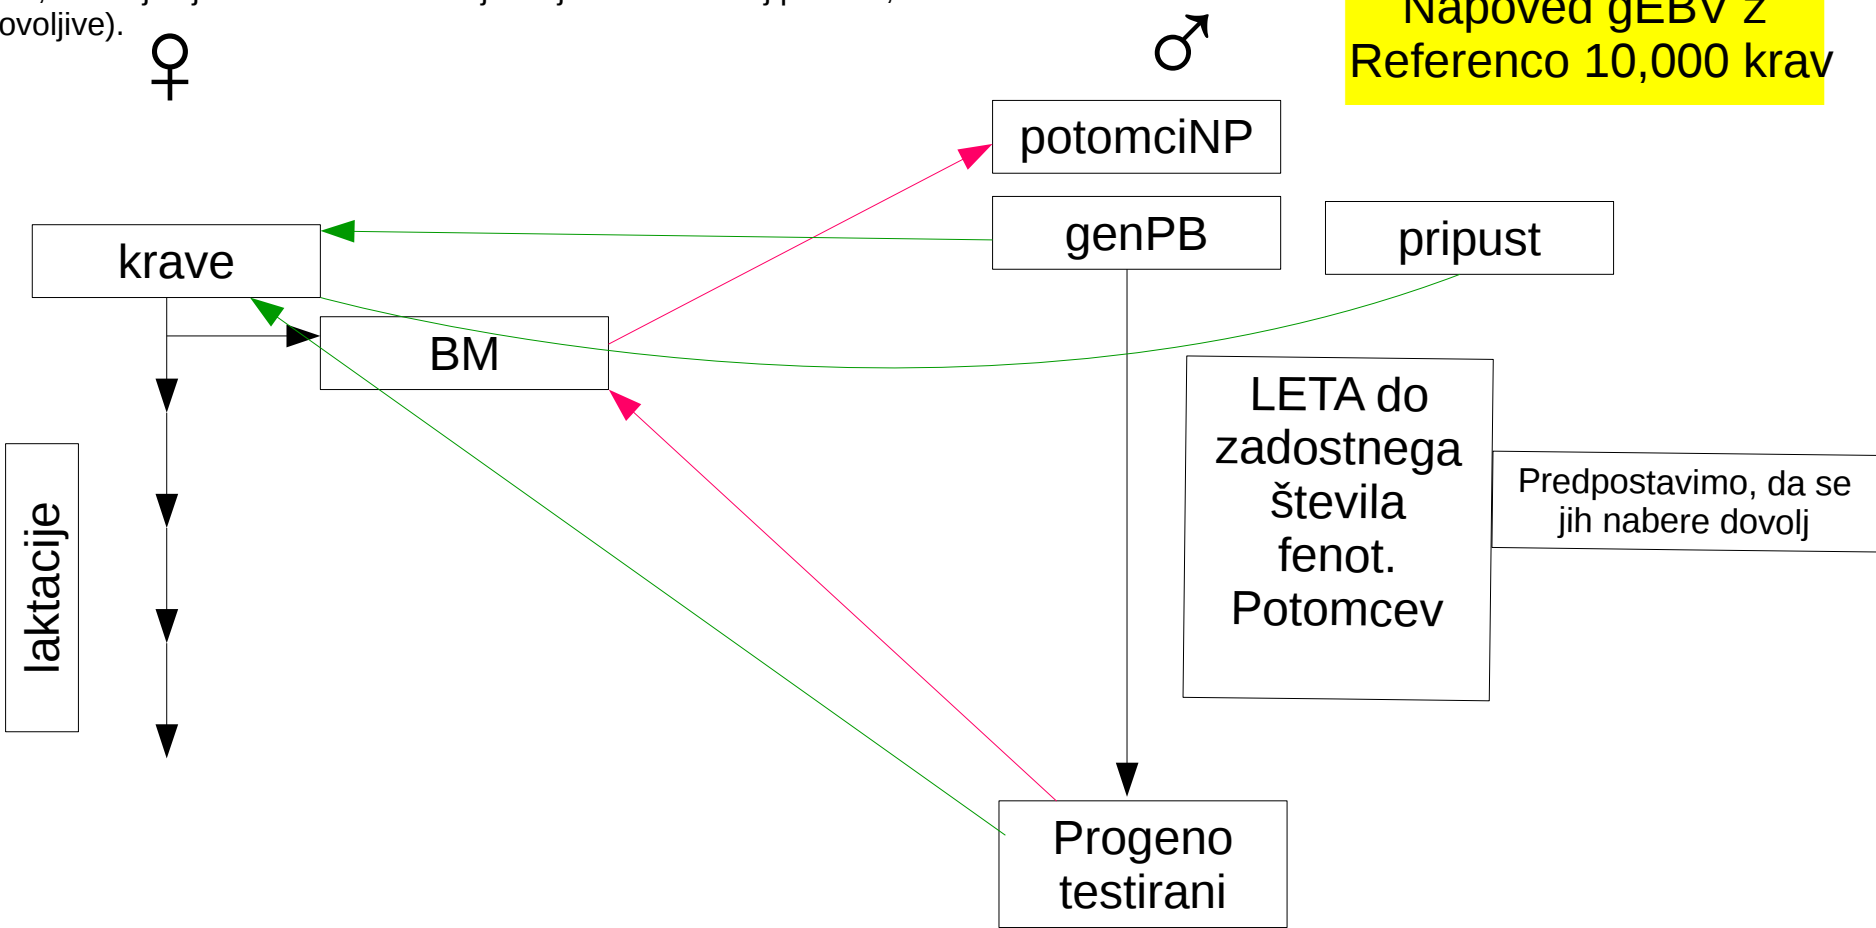 ovoljive).
♀
♂
Napoved gEBV z
Referenco 10,000 krav
potomciNP
genPB
pripust
krave
BM
LETA do
zadostnega
števila
fenot.
Potomcev
Predpostavimo, da se
jih nabere dovolj
laktacije
Progeno
testirani